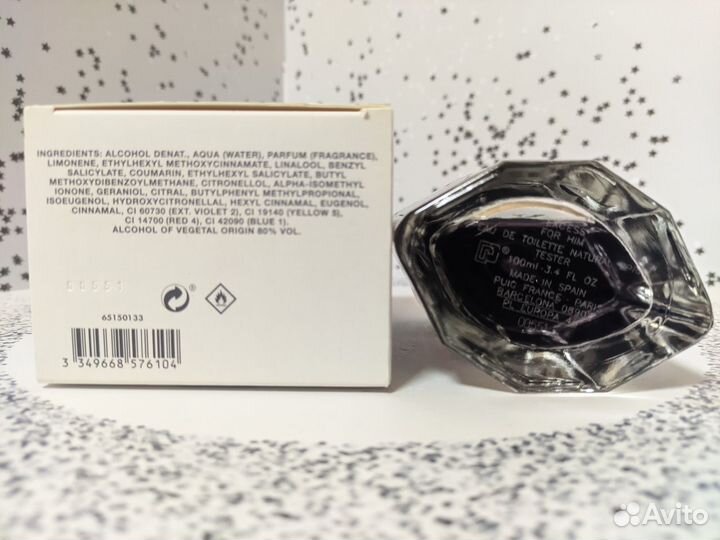 INGREDIENTS: ALCOHOL DENAT., AQUA (WATER), PARFUM (FRAGRANCE),
LIMONENE, ETHYLHEXYL METHOXYCINNAMATE, LINALOOL, BENZYL
SALICYLATE, COUMARIN, ETHYLHEXYL SALICYLATE, BUTYL
METHOXYDIBENZOYLMETHANE, CITRONELLOL, ALPHA-ISOMETHYL
IONONE, GERANIOL, CITRAL, BUTYLPHENYL METHYLPROPIONAL,
ISOEUGENOL, HYDROXYCITRONELLAL, HEXYL CINNAMAL, EUGENOL,
CINNAMAL, CI 60730 (EXT. VIOLET 2), CI 19140 (YELLOW 5),
CI 14700 (RED 4), CI 42090 (BLUE 1).
ALCOHOL OF VEGETAL ORIGIN 80% VOL.
65150133
3 349668 576104
EXCESS
FOR HIM
EAU DE TOILETTE NATURAL
TESTER
100ml·3.4 FL OZ
MADE IN SPAIN
PUIG FRANCE - PARIS
BARCELONA
PL EUROPA
Avito